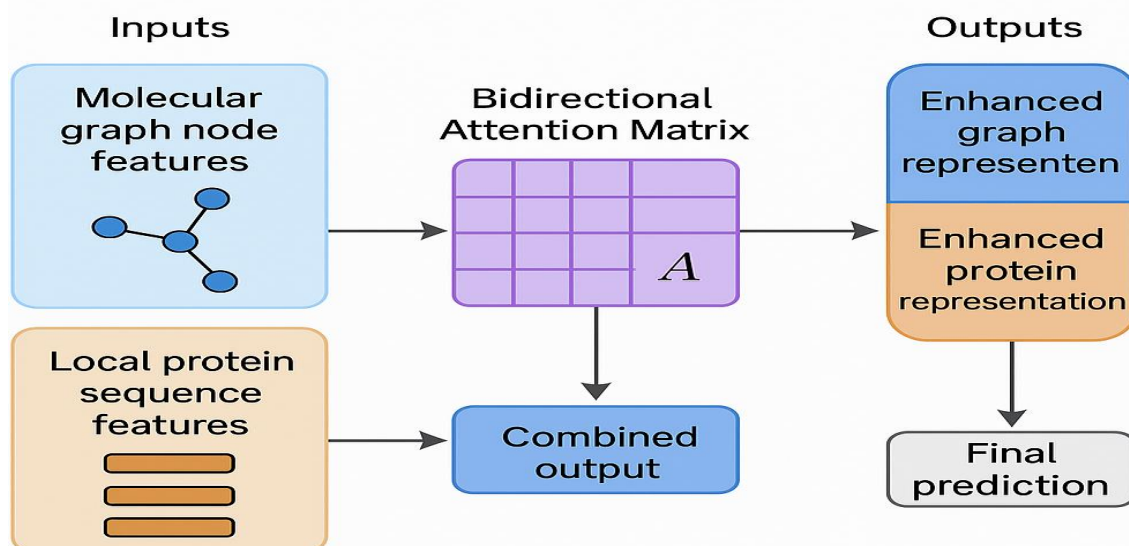 Inputs
Molecular
graph node
features
Local protein
sequence
features
Bidirectional
Attention Matrix
A
Combined
output
Outputs
Enhanced
graph
representen
Enhanced
protein
representation
Final
prediction